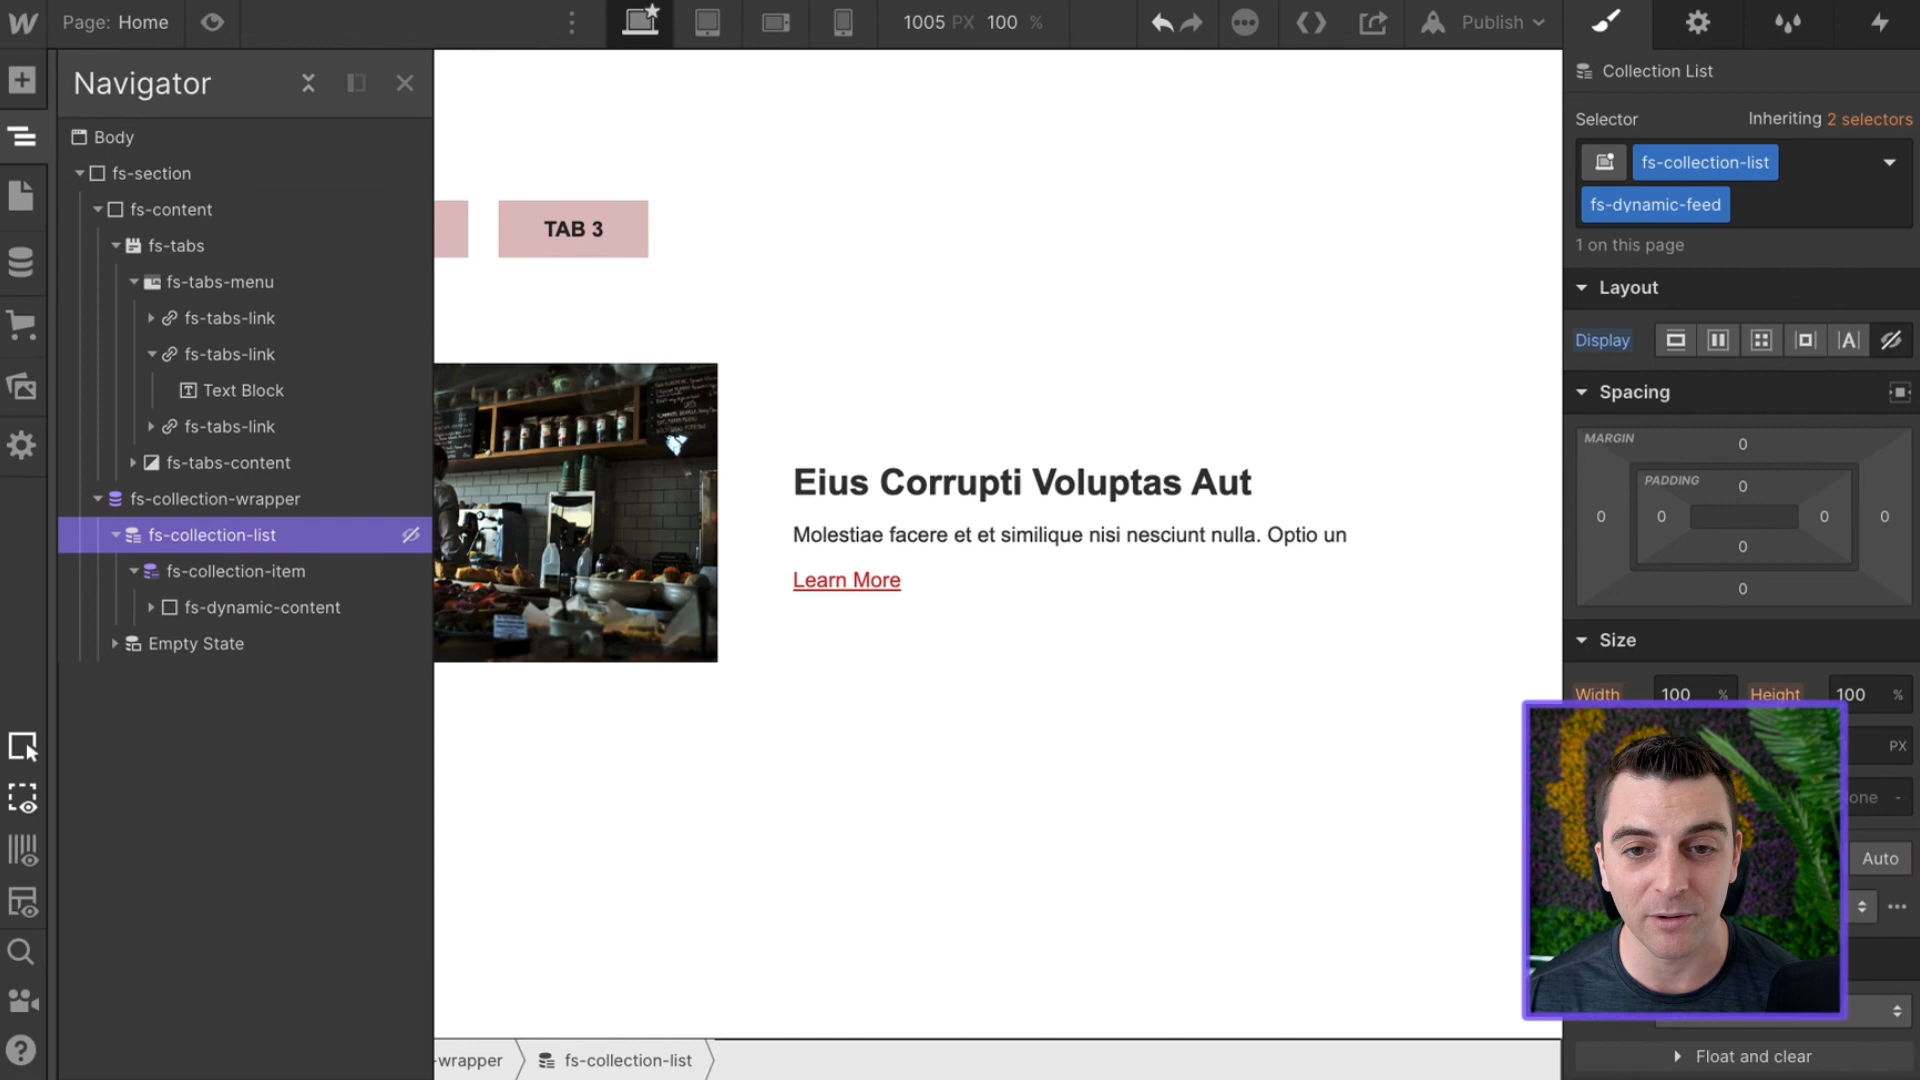 Page: Home
1005 PX 100 %
Publish
Navigator
Body
fs-section
fs-content
fs-tabs
fs-tabs-menu
fs-tabs-link
fs-tabs-link
Text Block
fs-tabs-link
fs-tabs-content
fs-collection-wrapper
fs-collection-list
fs-collection-item
fs-dynamic-content
Empty State
TAB 3
Eius Corrupti Voluptas Aut
Molestiae facere et et similique nisi nesciunt nulla. Optio un
Learn More
-wrapper
fs-collection-list
Collection List
Selector Inheriting 2 selectors
fs-collection-list
fs-dynamic-feed
1 on this page
Layout
Display
Spacing
MARGIN
0
PADDING
0
0 0 0 0
0
0
Size
Width 100 % Height 100 %
PX
one -
Auto
Float and clear